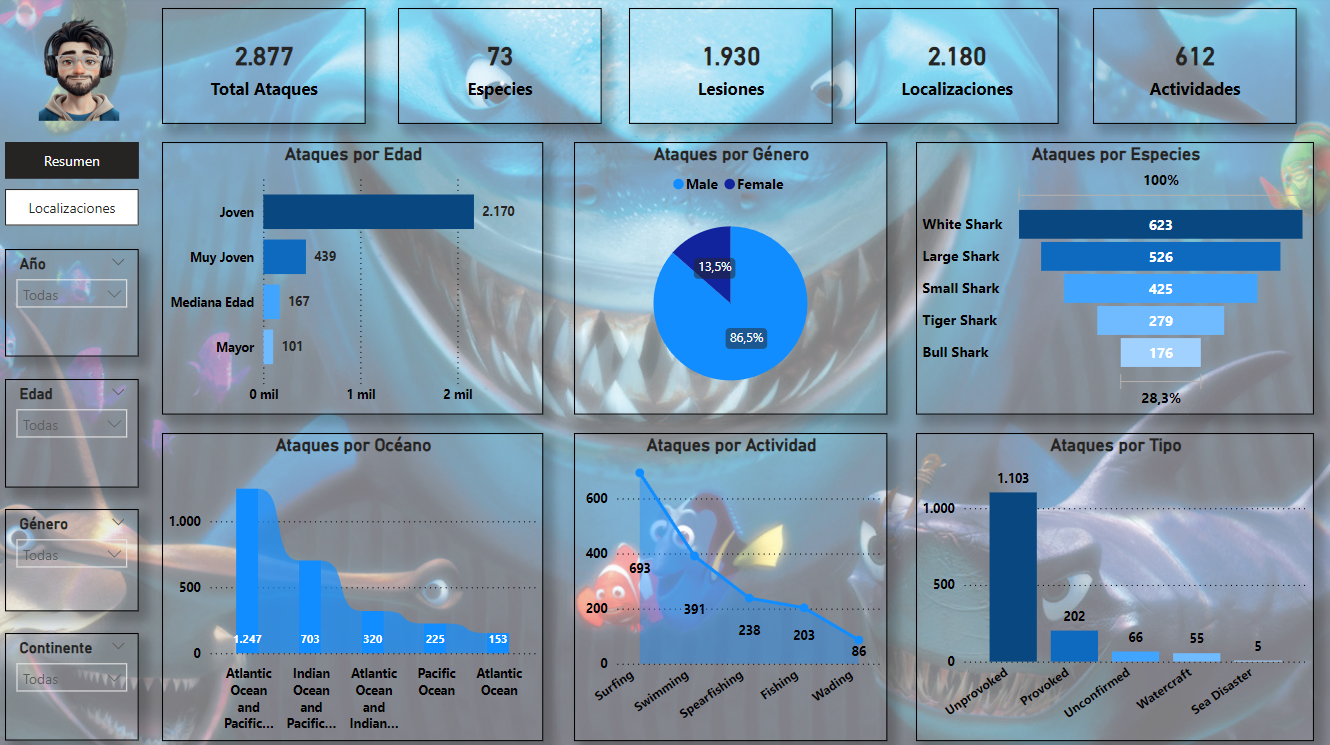 2.877
Total Ataques
73
Especies
1.930
Lesiones
2.180
Localizaciones
612
Actividades
Resumen
Localizaciones
Año
Todas
Edad
Todas
Género
Todas
Continente
Todas
Ataques por Edad
Joven
2.170
Muy Joven
439
Mediana Edad
167
Mayor
101
0 mil
1 mil
2 mil
Ataques por Género
Male
Female
13,5%
86,5%
Ataques por Especies
100%
White Shark
623
Large Shark
526
Small Shark
425
Tiger Shark
279
Bull Shark
176
28,3%
Ataques por Océano
1.000
500
0
1.247
703
320
225
153
Atlantic
Ocean
and
Pacific...
Indian
Ocean
and
Pacific...
Atlantic
Ocean
and
Indian...
Pacific
Ocean
Atlantic
Ocean
Ataques por Actividad
600
400
200
0
693
391
238
203
86
Surfing
Swimming
Spearfishing
Fishing
Wading
Ataques por Tipo
1.000
500
0
1.103
202
66
55
5
Unprovoked
Provoked
Unconfirmed
Watercraft
Sea Disaster